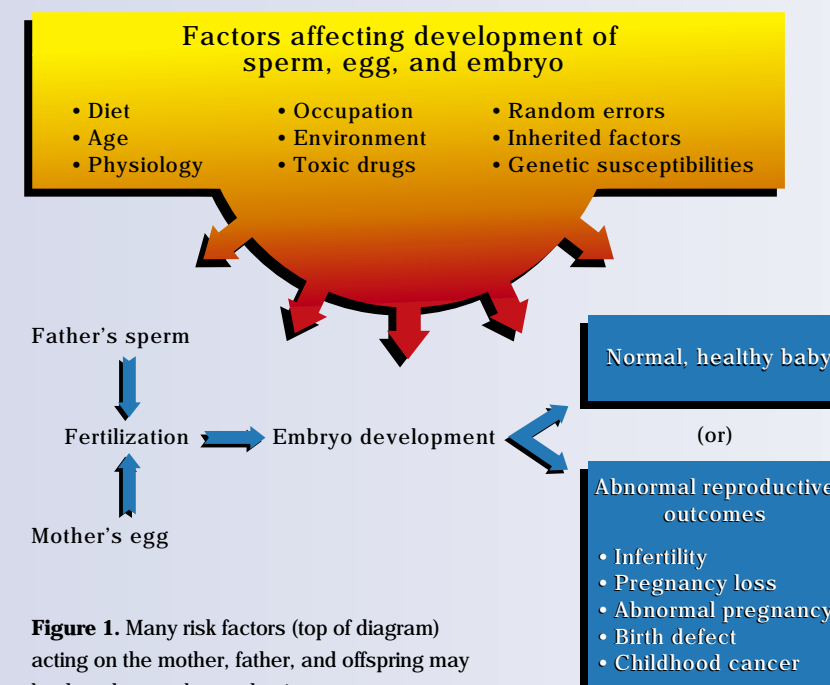 Factors affecting development of
sperm, egg, and embryo
• Diet
• Age
• Physiology
• Occupation
• Environment
• Toxic drugs
• Random errors
• Inherited factors
• Genetic susceptibilities
Father's sperm
Fertilization
Mother's egg
Embryo development
Normal, healthy baby
(or)
Abnormal reproductive
outcomes
• Infertility
• Pregnancy loss
• Abnormal pregnancy
• Birth defect
• Childhood cancer
Figure 1. Many risk factors (top of diagram)
acting on the mother, father, and offspring may